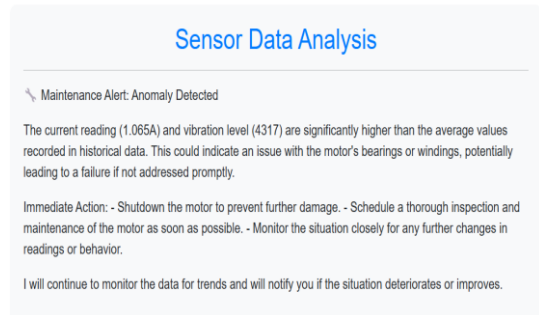 Sensor Data Analysis
🔧 Maintenance Alert: Anomaly Detected
The current reading (1.065A) and vibration level (4317) are significantly higher than the average values
recorded in historical data. This could indicate an issue with the motor's bearings or windings, potentially
leading to a failure if not addressed promptly.
Immediate Action: - Shutdown the motor to prevent further damage. - Schedule a thorough inspection and
maintenance of the motor as soon as possible. - Monitor the situation closely for any further changes in
readings or behavior.
I will continue to monitor the data for trends and will notify you if the situation deteriorates or improves.